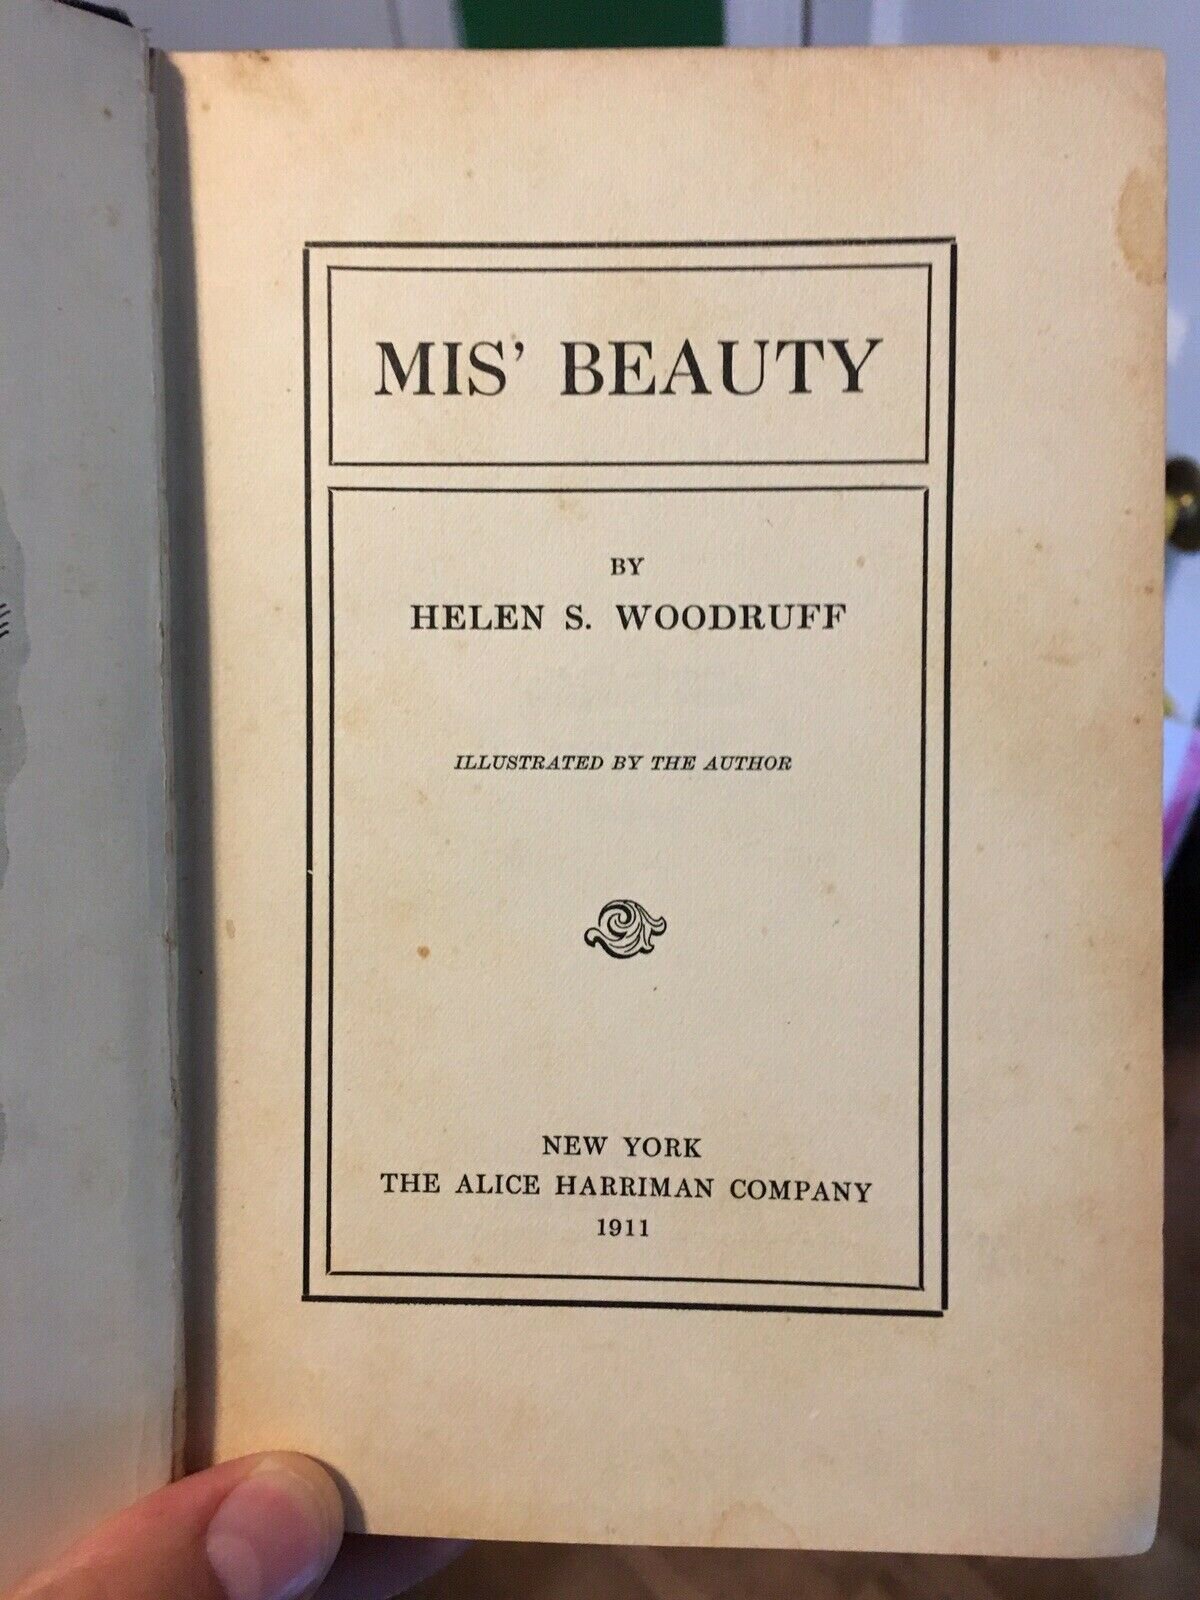 MIS’ BEAUTY
BY
HELEN S. WOODRUFF
ILLUSTRATED BY THE AUTHOR
NEW YORK
THE ALICE HARRIMAN COMPANY
1911